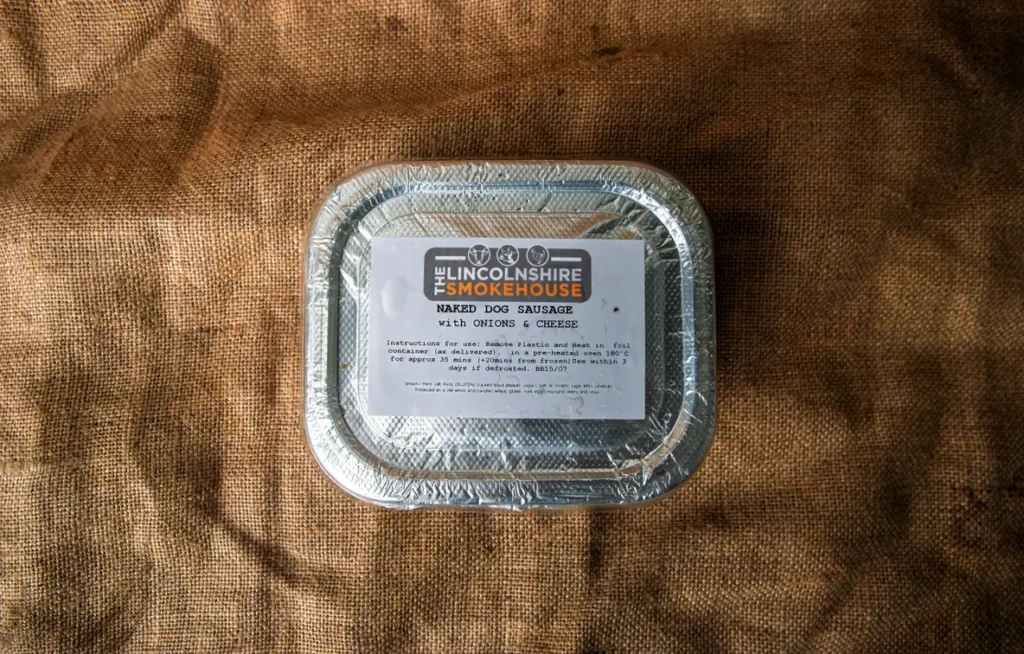 THE LINCOLNSHIRE
SMOKEHOUSE
NAKED DOG SAUSAGE
with ONIONS & CHEESE
Instructions for use: Remove Plastic and Heat in foil
container (as delivered), in a pre-heated oven 180°C
for approx 35 mins (+20mins from frozen)Use within 3
days if defrosted. BB15/07